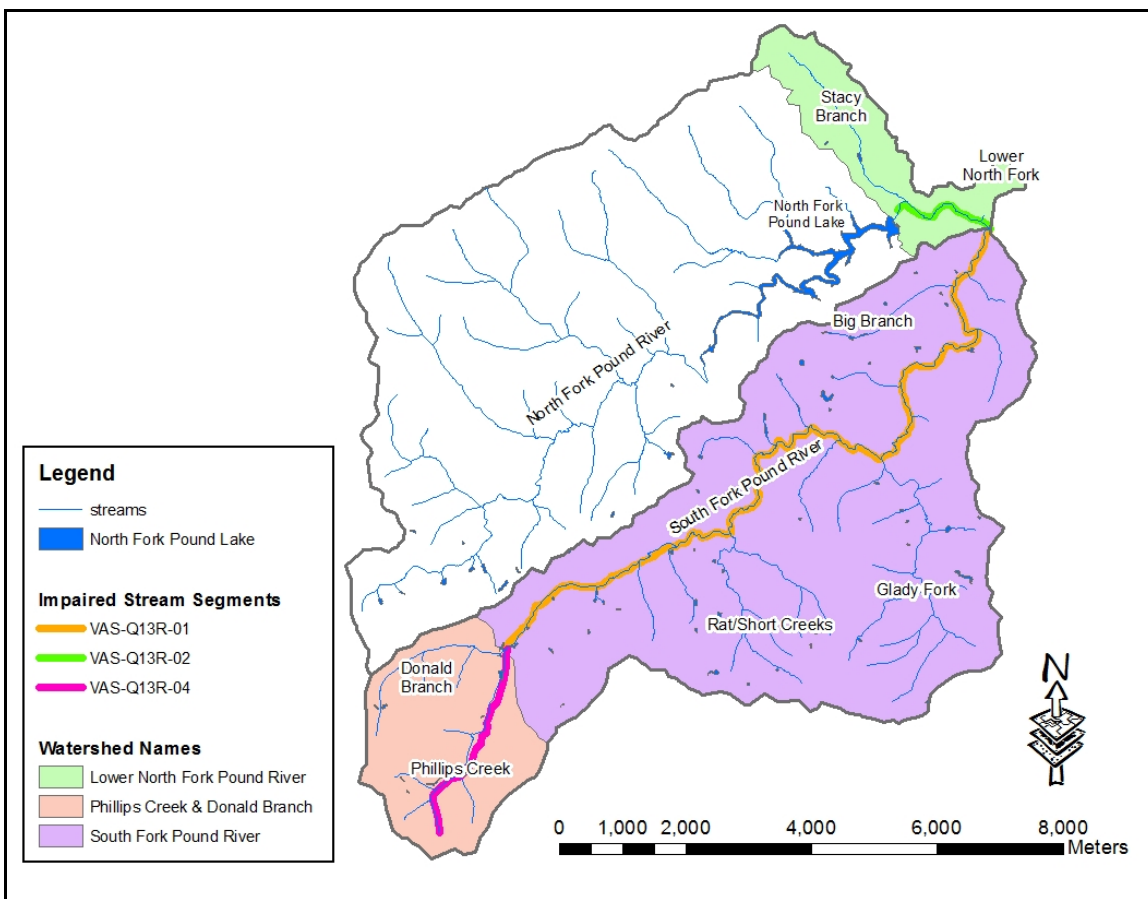 Stacy
Branch
Lower
North Fork
North Fork
Pound Lake
Big Branch
North Fork Pound River
South Fork Pound River
Glady Fork
Rat/Short Creeks
Donald
Branch
Phillips Creek
Legend
streams
North Fork Pound Lake
Impaired Stream Segments
VAS-Q13R-01
VAS-Q13R-02
VAS-Q13R-04
Watershed Names
Lower North Fork Pound River
Phillips Creek & Donald Branch
South Fork Pound River
N
0 1,000 2,000 4,000 6,000 8,000
Meters